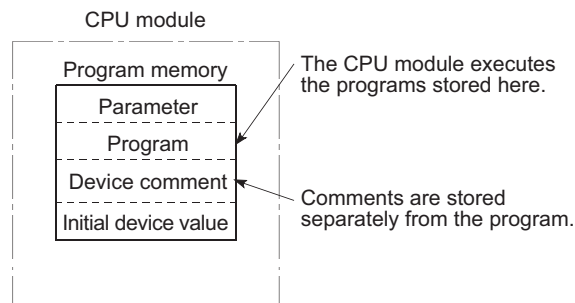 CPU module
Program memory
Parameter
Program
Device comment
Initial device value
The CPU module executes
the programs stored here.
Comments are stored
separately from the program.